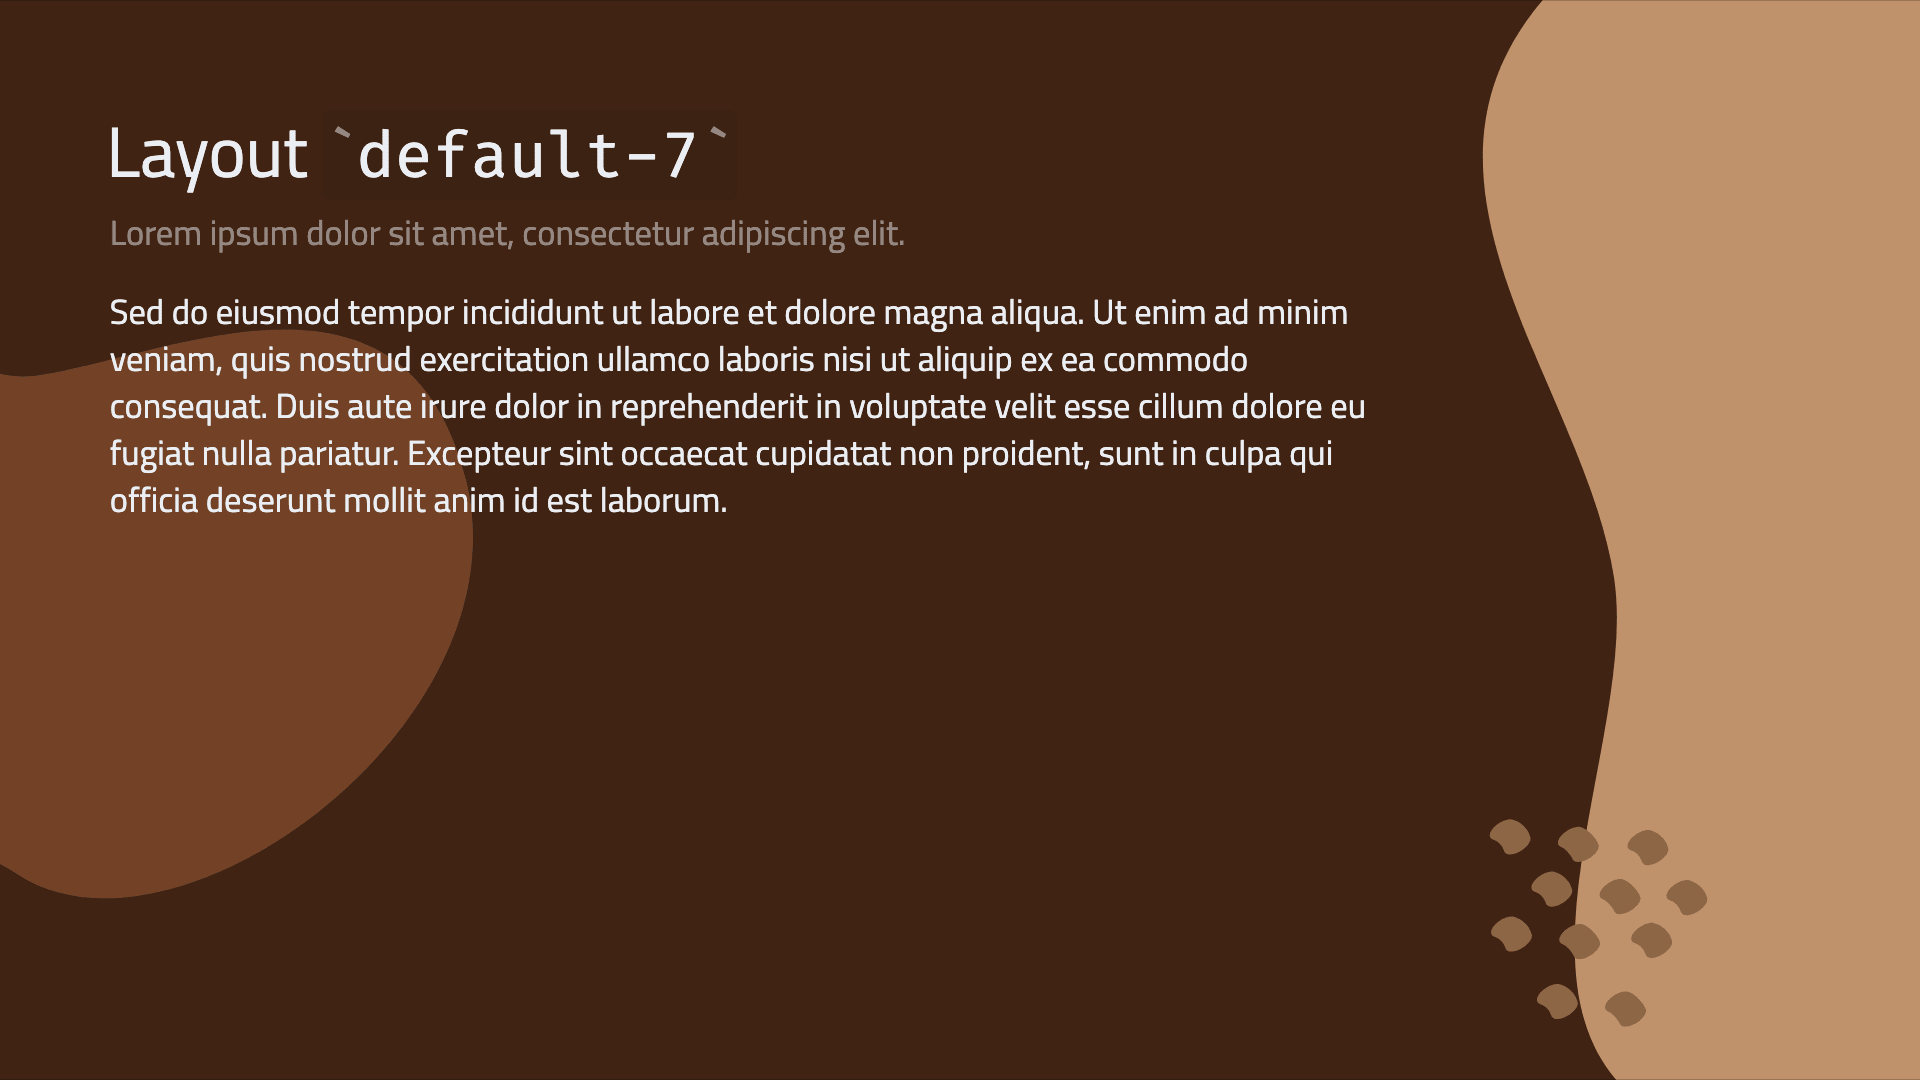 Layout `default-7`
Lorem ipsum dolor sit amet, consectetur adipiscing elit.
Sed do eiusmod tempor incididunt ut labore et dolore magna aliqua. Ut enim ad minim
veniam, quis nostrud exercitation ullamco laboris nisi ut aliquip ex ea commodo
consequat. Duis aute irure dolor in reprehenderit in voluptate velit esse cillum dolore eu
fugiat nulla pariatur. Excepteur sint occaecat cupidatat non proident, sunt in culpa qui
officia deserunt mollit anim id est laborum.